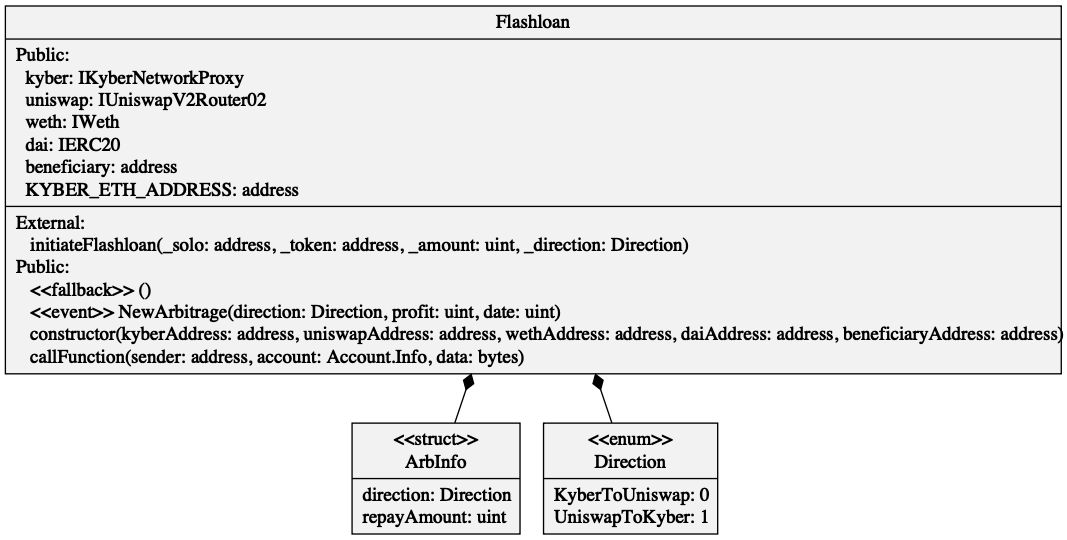 Flashloan
Public:
kyber: IKyberNetworkProxy
uniswap: IUniswapV2Router02
weth: IWeth
dai: IERC20
beneficiary: address
KYBER_ETH_ADDRESS: address
External:
initiateFlashloan(_solo: address, _token: address, _amount: uint, _direction: Direction)
Public:
<<fallback>> ()
<<event>> NewArbitrage(direction: Direction, profit: uint, date: uint)
constructor(kyberAddress: address, uniswapAddress: address, wethAddress: address, daiAddress: address, beneficiaryAddress: address)
callFunction(sender: address, account: Account.Info, data: bytes)
<<struct>>
ArbInfo
direction: Direction
repayAmount: uint
<<enum>>
Direction
KyberToUniswap: 0
UniswapToKyber: 1